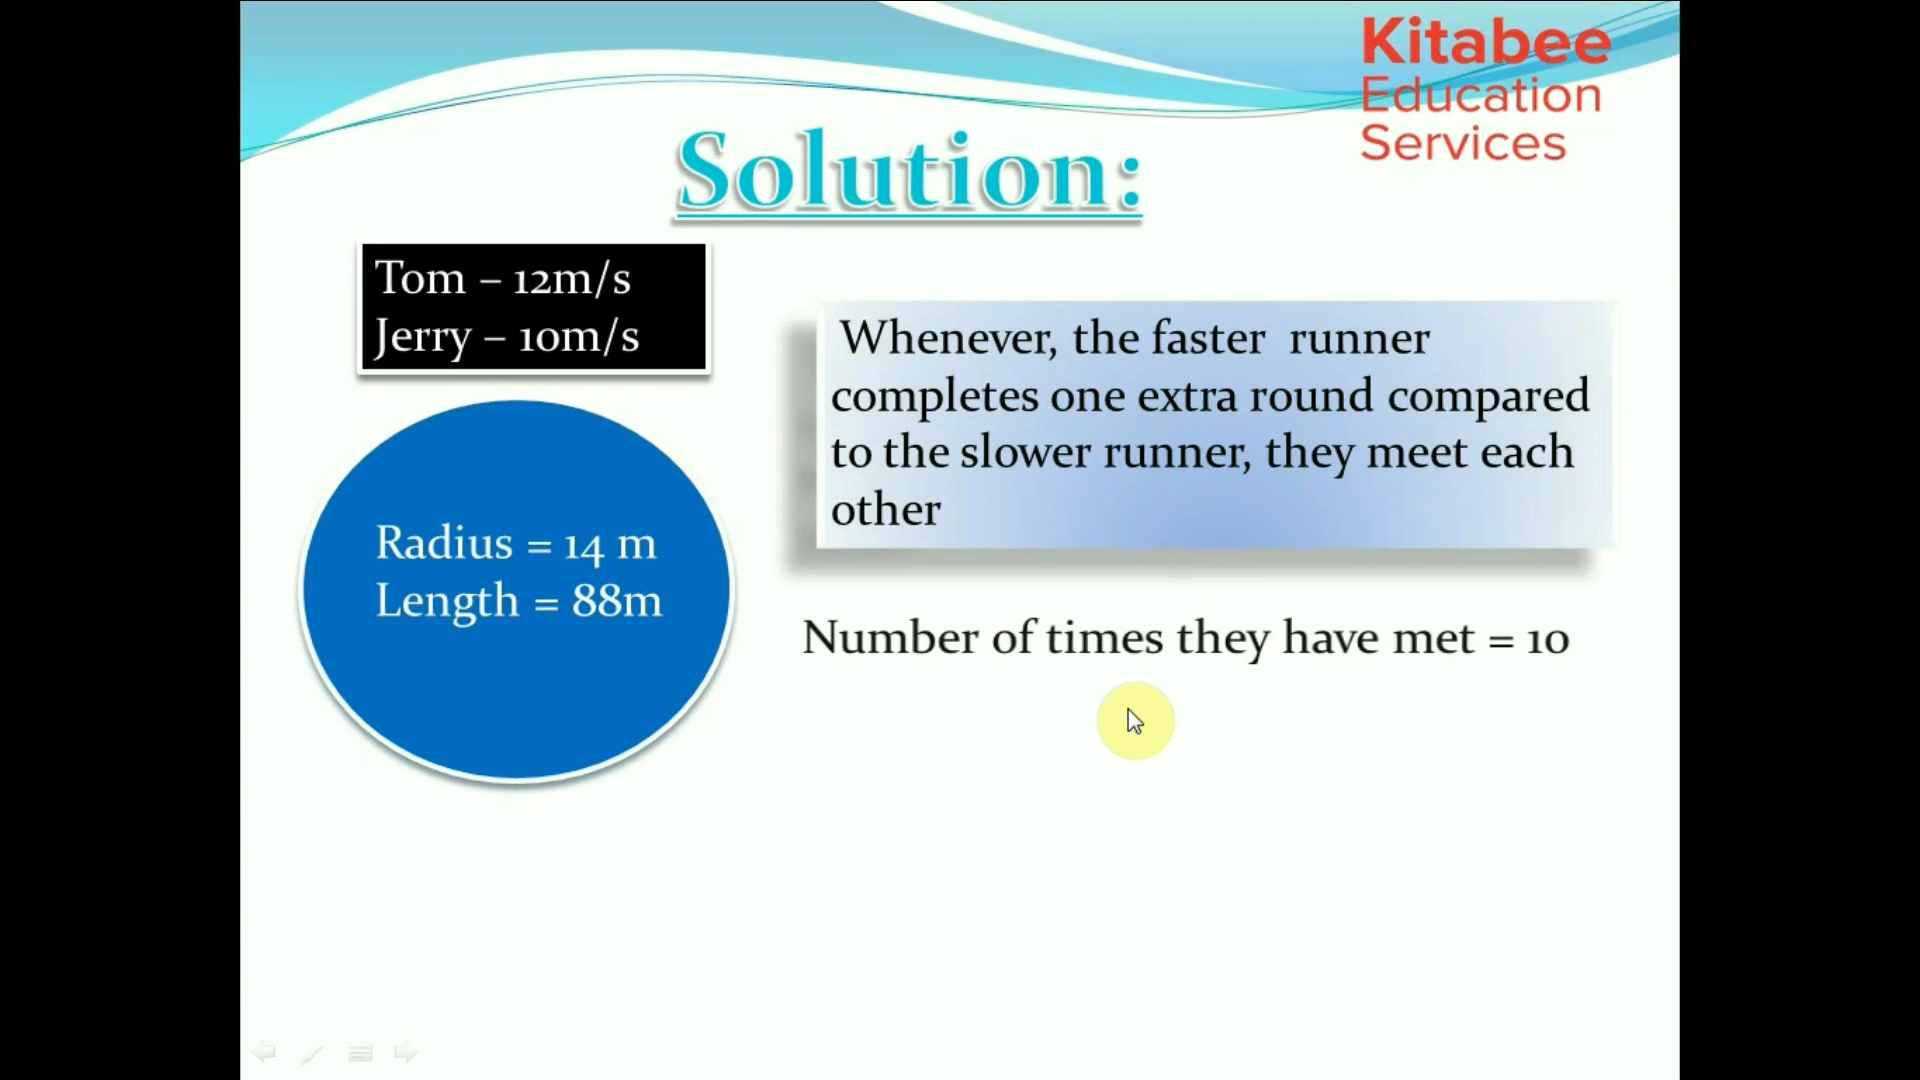 Kitabee
Education
Services
Solution:
Tom – 12m/s
Jerry – 10m/s
Whenever, the faster runner
completes one extra round compared
to the slower runner, they meet each
other
Radius = 14 m
Length = 88m
Number of times they have met = 10